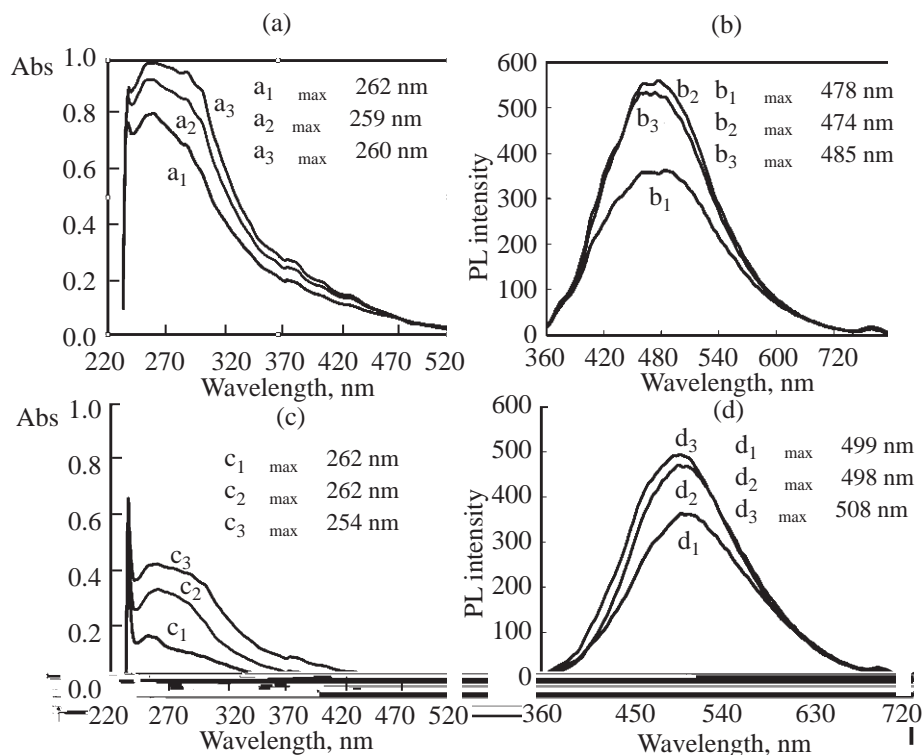 (a)
Abs
1.0
0.8
0.6
0.4
0.2
0.0
a₁ max 262 nm
a₂ max 259 nm
a₃ max 260 nm
a₃
a₂
a₁
220 270 320 370 420 470 520
Wavelength, nm
(b)
PL intensity
600
500
400
300
200
100
0
b₁ max 478 nm
b₂ max 474 nm
b₃ max 485 nm
b₂
b₃
b₁
360 420 480 540 600 720
Wavelength, nm
(c)
Abs
1.0
0.8
0.6
0.4
0.2
0.0
c₁ max 262 nm
c₂ max 262 nm
c₃ max 254 nm
c₃
c₂
c₁
220 270 320 370 420 470 520
Wavelength, nm
(d)
PL intensity
600
500
400
300
200
100
0
d₁ max 499 nm
d₂ max 498 nm
d₃ max 508 nm
d₃
d₂
d₁
360 450 540 630 720
Wavelength, nm